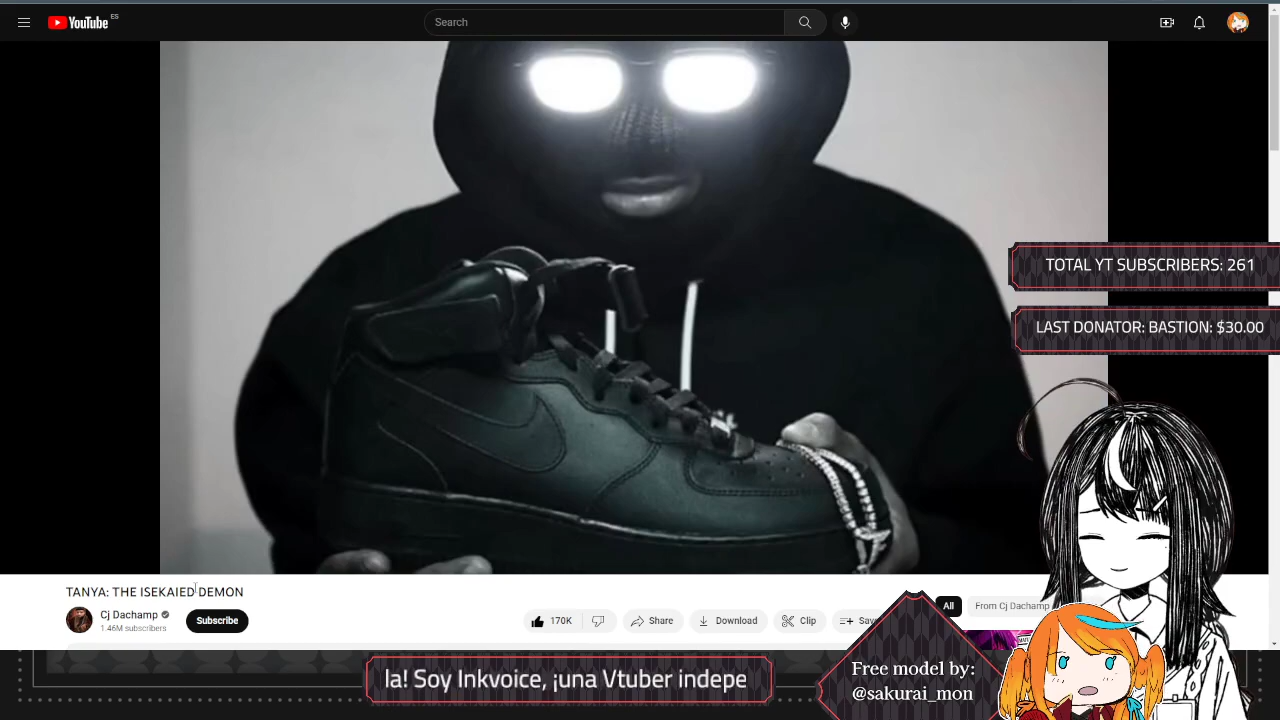 YouTube ES
Search
TOTAL YT SUBSCRIBERS: 261
LAST DONATOR: BASTION: $30.00
TANYA: THE ISEKAIED DEMON
Cj Dachamp
1.46M subscribers
Subscribe
170K
Share
Download
Clip
Save
All
From Cj Dachamp
la! Soy Inkvoice, ¡una Vtuber indepe
Free model by:
@sakurai_mon